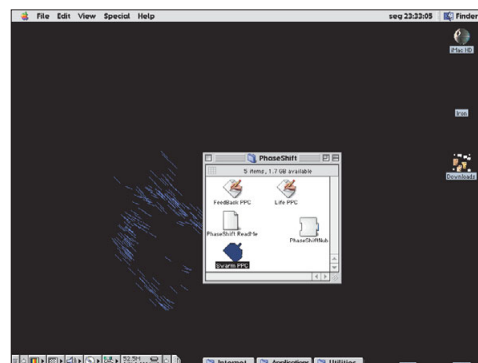 File Edit View Special Help seg 23:33:05 Finder
iMac HD
Downloads
PhaseShift
5 items, 1.7 GB available
FeedBack PPC Life PPC
PhaseShift ReadMe
PhaseShiftNub
Swarm PPC
Internet Applications Utilities